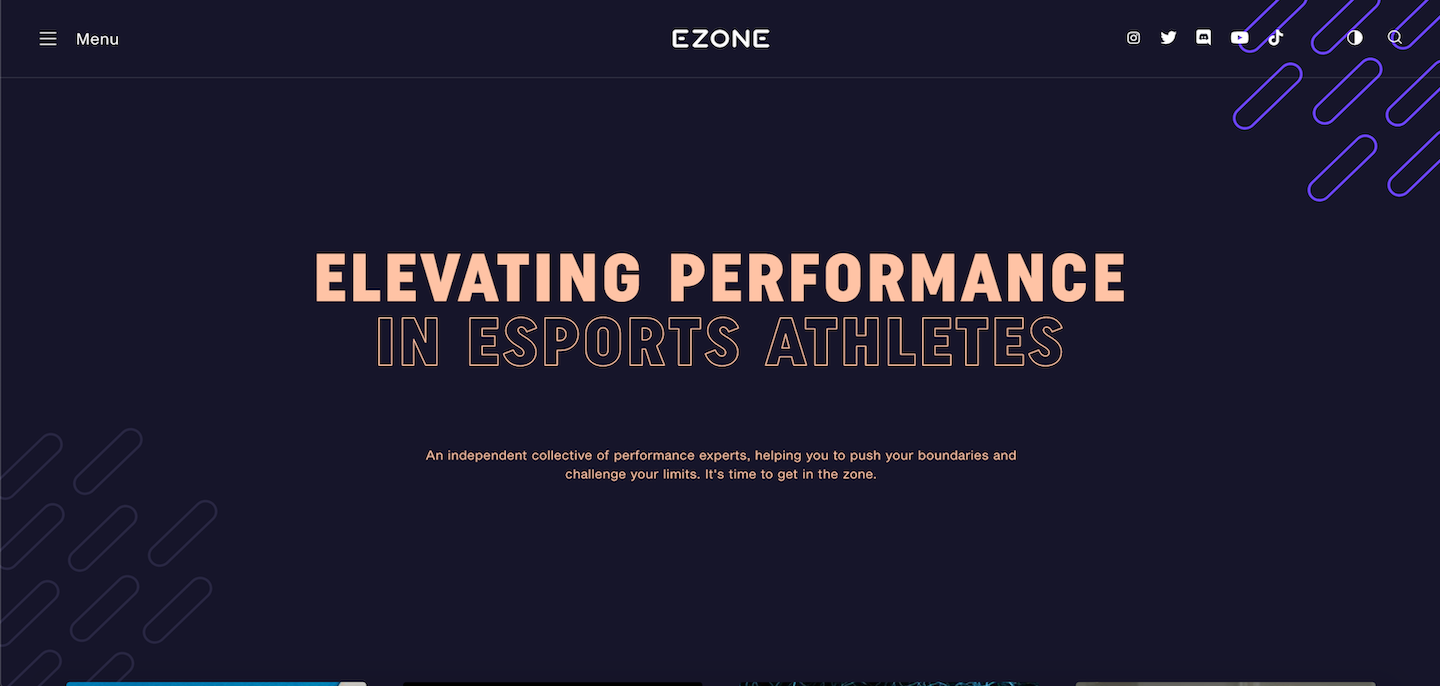 Menu
EZONE
ELEVATING PERFORMANCE
IN ESPORTS ATHLETES
An independent collective of performance experts, helping you to push your boundaries and
challenge your limits. It's time to get in the zone.